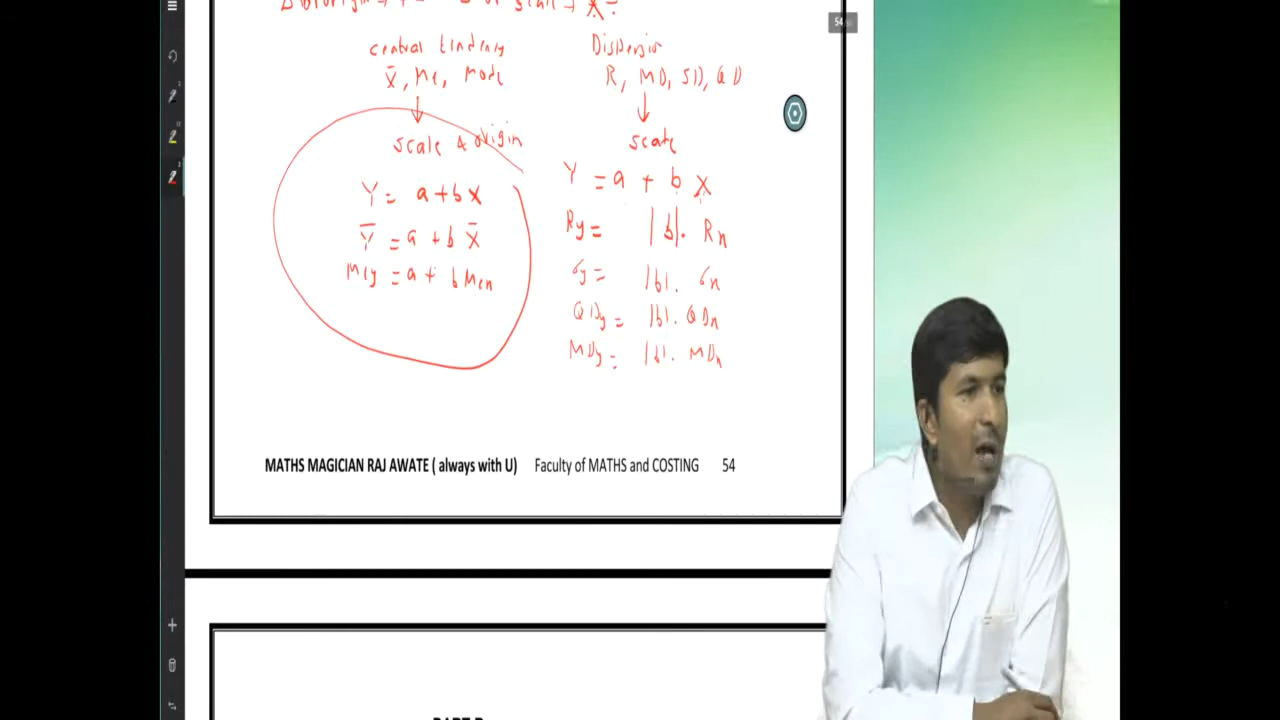 54
central tendency
x̄, Me, Mode
scale & origin
Y = a + b X
Ȳ = a + b X̄
Mey = a + b Mex
Dispersion
R, MD, SD, QD
scale
Y = a + b X
Ry = |b|. Rx
σy = |b|. σx
QDy = |b|. QDx
MDy = |b|. MDx
MATHS MAGICIAN RAJ AWATE ( always with U) Faculty of MATHS and COSTING 54